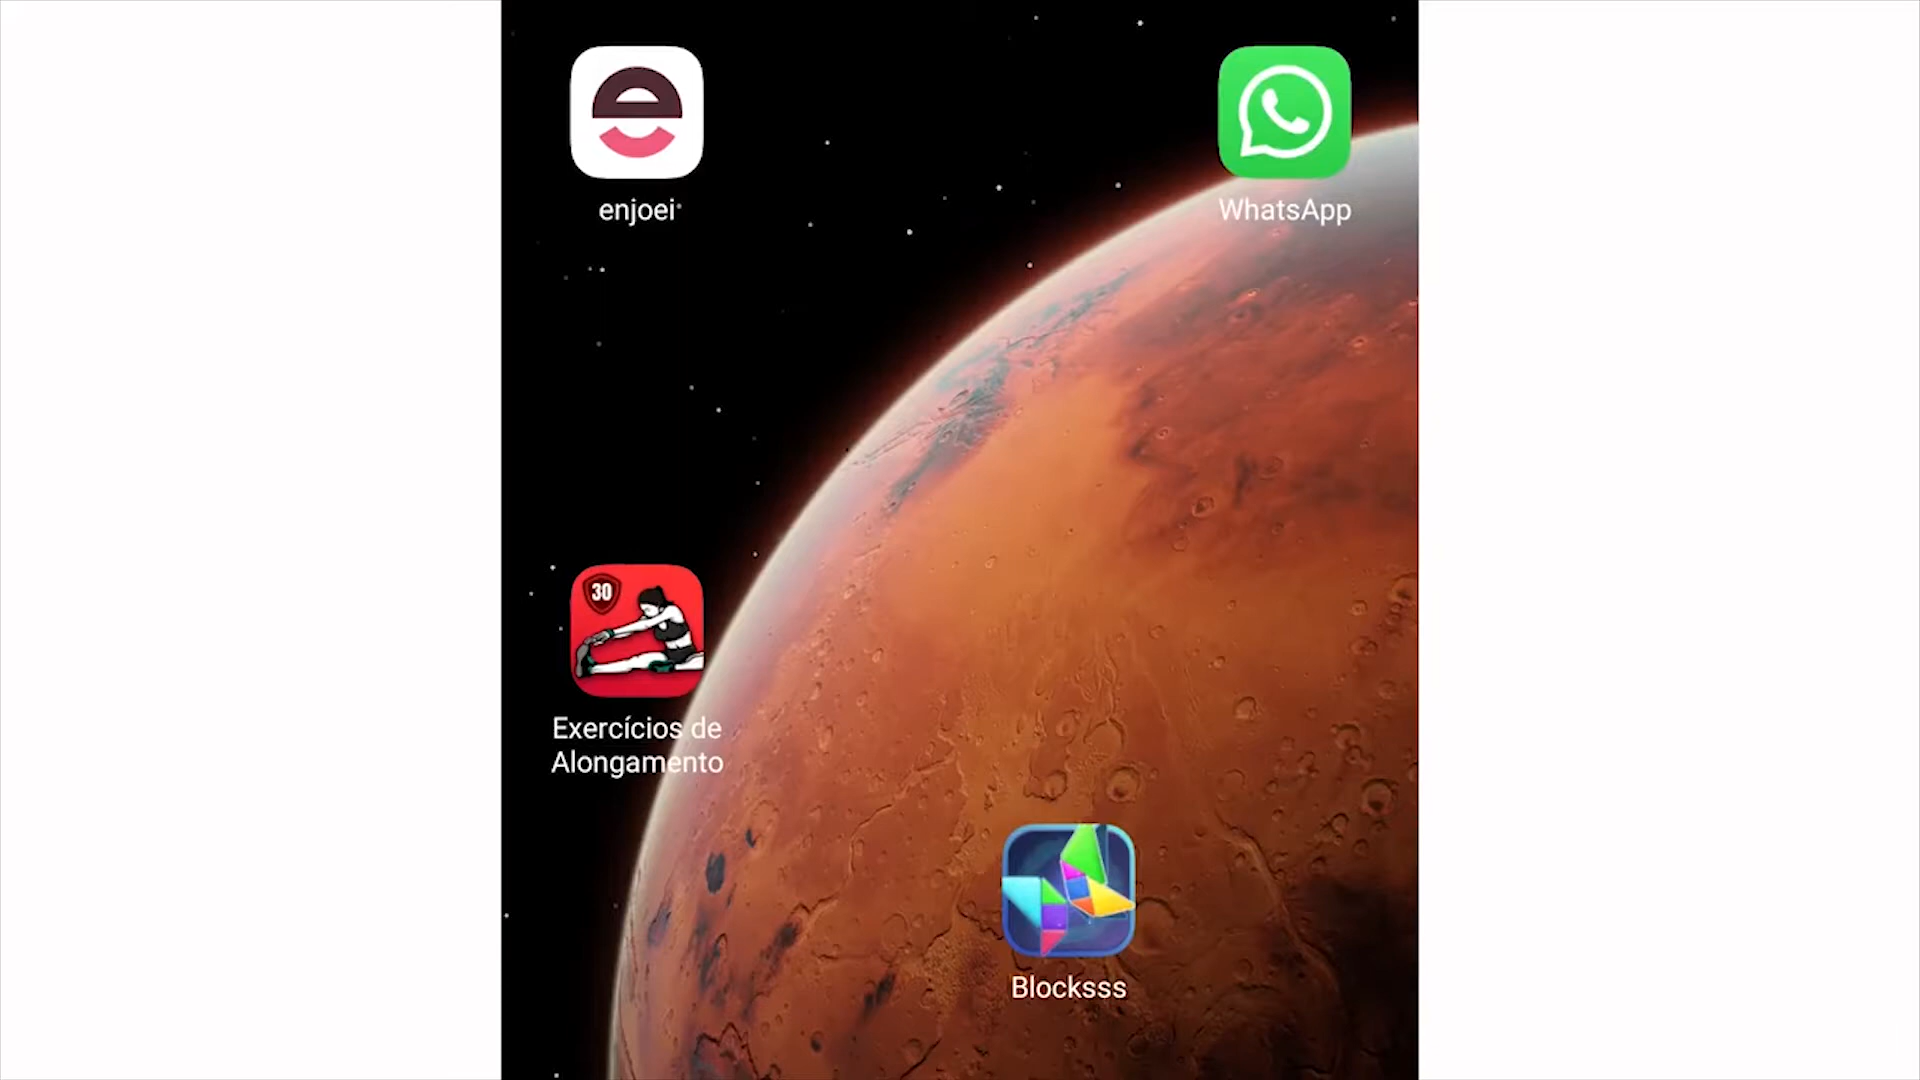 enjoei
WhatsApp
30
Exercícios de
Alongamento
Blocksss